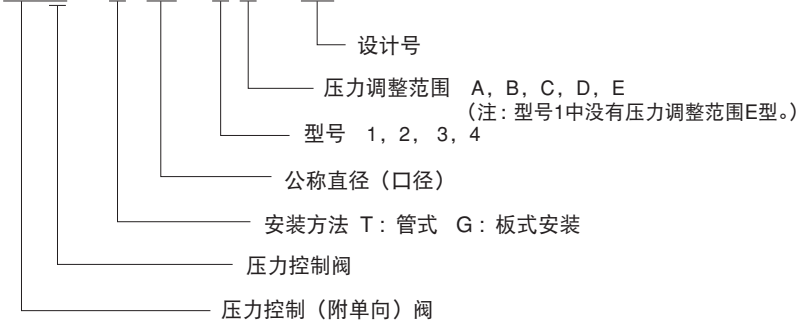 设计号
压力调整范围 A, B, C, D, E
(注: 型号1中没有压力调整范围E型。)
型号 1, 2, 3, 4
公称直径（口径）
安装方法 T: 管式 G: 板式安装
压力控制阀
压力控制（附单向）阀